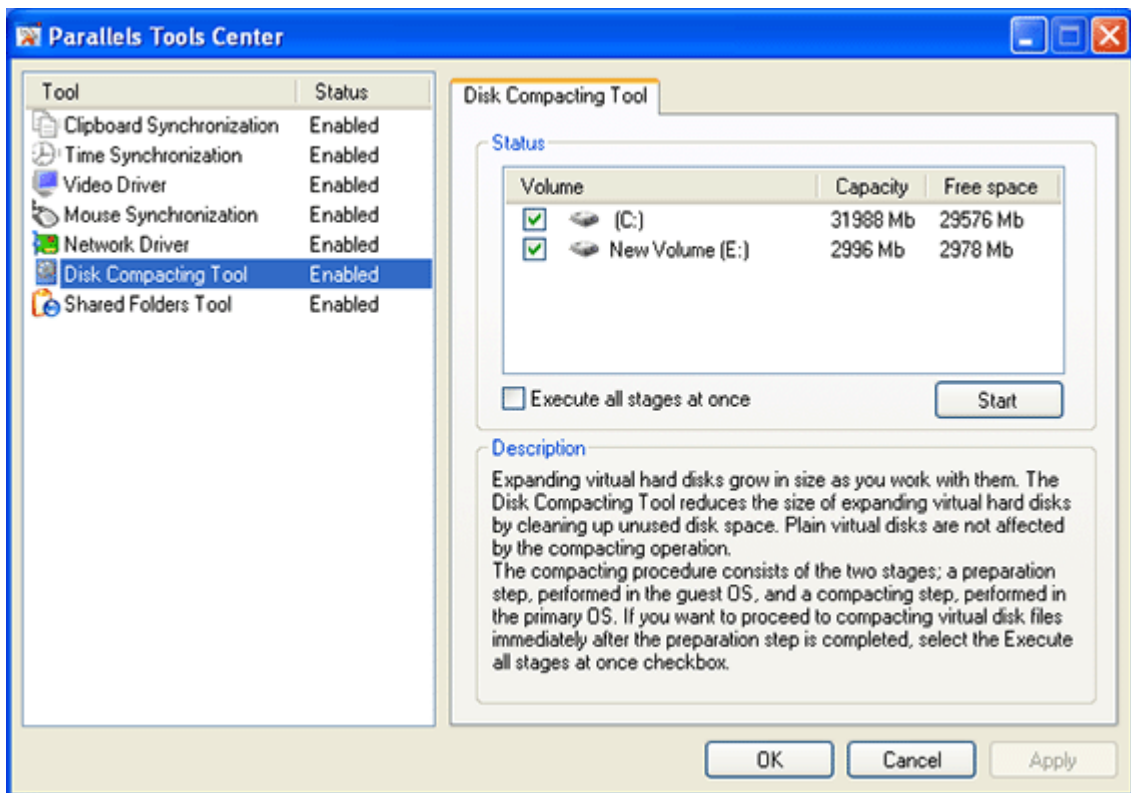 Parallels Tools Center
Tool Status
Clipboard Synchronization Enabled
Time Synchronization Enabled
Video Driver Enabled
Mouse Synchronization Enabled
Network Driver Enabled
Disk Compacting Tool Enabled
Shared Folders Tool Enabled
Disk Compacting Tool
Status
Volume Capacity Free space
(C:) 31988 Mb 29576 Mb
New Volume (E:) 2996 Mb 2978 Mb
Execute all stages at once
Start
Description
Expanding virtual hard disks grow in size as you work with them. The
Disk Compacting Tool reduces the size of expanding virtual hard disks
by cleaning up unused disk space. Plain virtual disks are not affected
by the compacting operation.
The compacting procedure consists of the two stages; a preparation
step, performed in the guest OS, and a compacting step, performed in
the primary OS. If you want to proceed to compacting virtual disk files
immediately after the preparation step is completed, select the Execute
all stages at once checkbox.
OK Cancel Apply